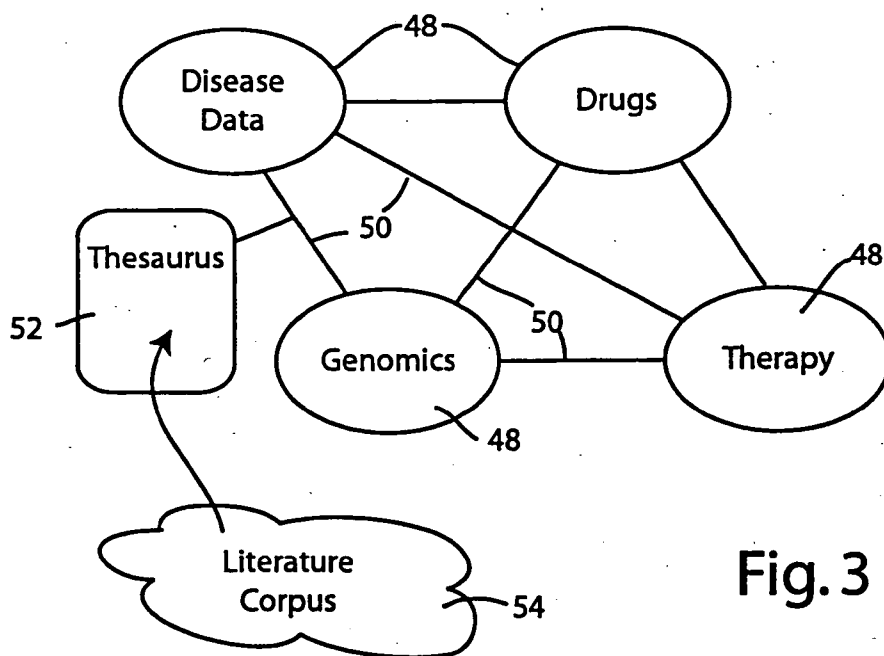 48
Disease
Data
Drugs
50
Thesaurus
48
52
50
Genomics
Therapy
48
Literature
Corpus
54
Fig. 3